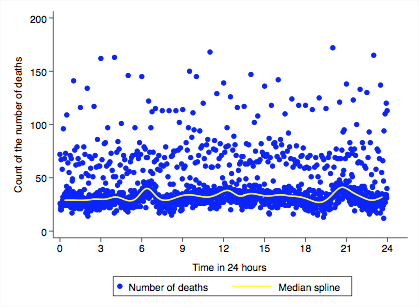 200
150
100
50
0
Count of the number of deaths
0 3 6 9 12 15 18 21 24
Time in 24 hours
Number of deaths Median spline